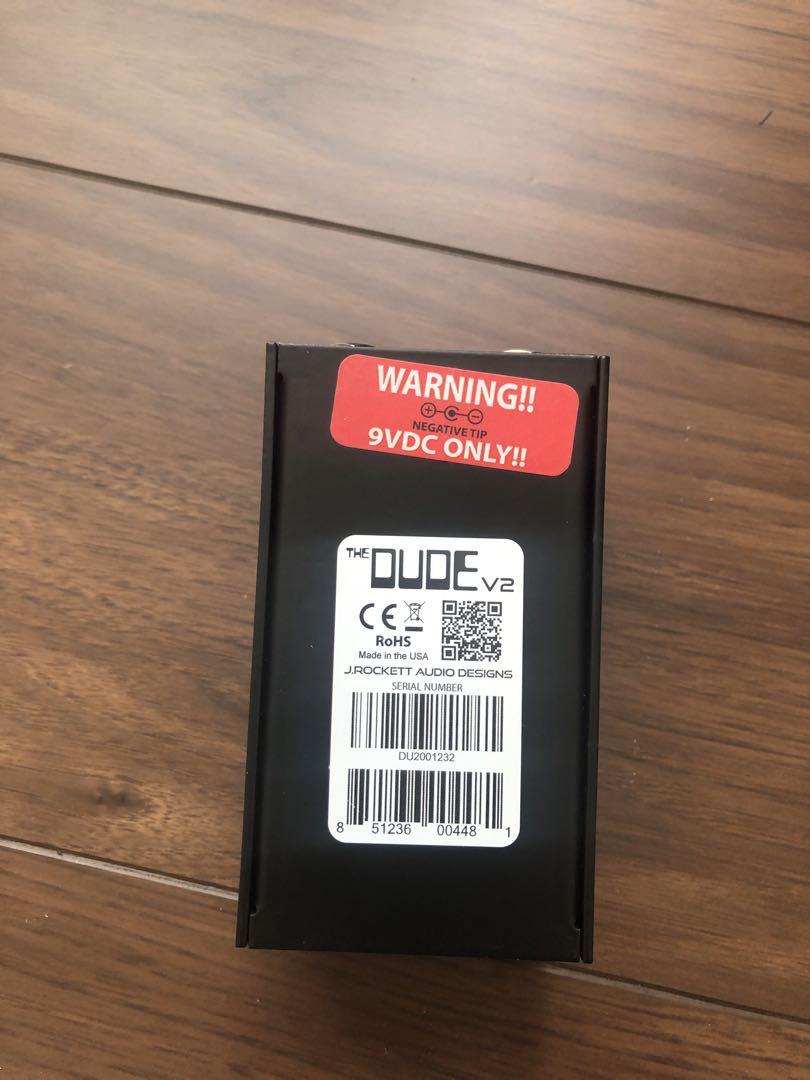 WARNING!!
+ C −
NEGATIVE TIP
9VDC ONLY!!
THE DUDE V2
CE
RoHS
Made in the USA
J.ROCKETT AUDIO DESIGNS
SERIAL NUMBER
DU2001232
8 51236 00448 1